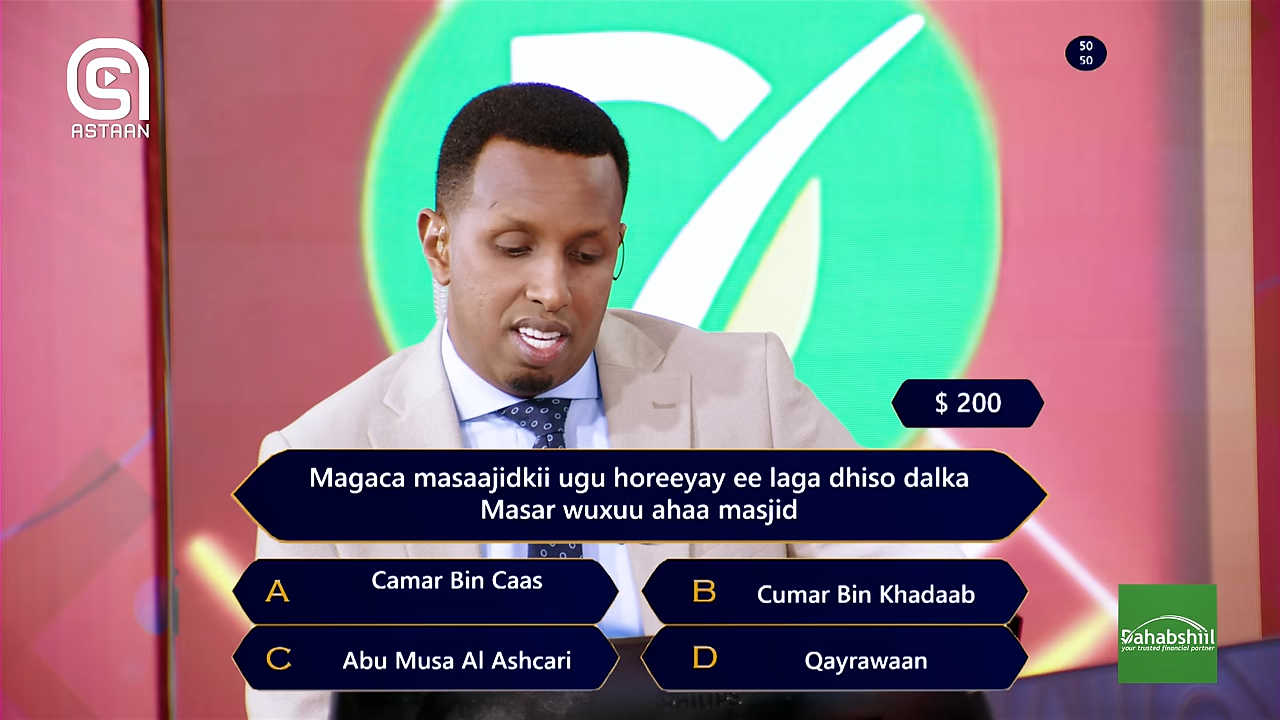 ASTAAN
50
50
$ 200
Magaca masaajidkii ugu horeeyay ee laga dhiso dalka
Masar wuxuu ahaa masjid
A Camar Bin Caas
B Cumar Bin Khadaab
C Abu Musa Al Ashcari
D Qayrawaan
Dahabshiil
your trusted financial partner